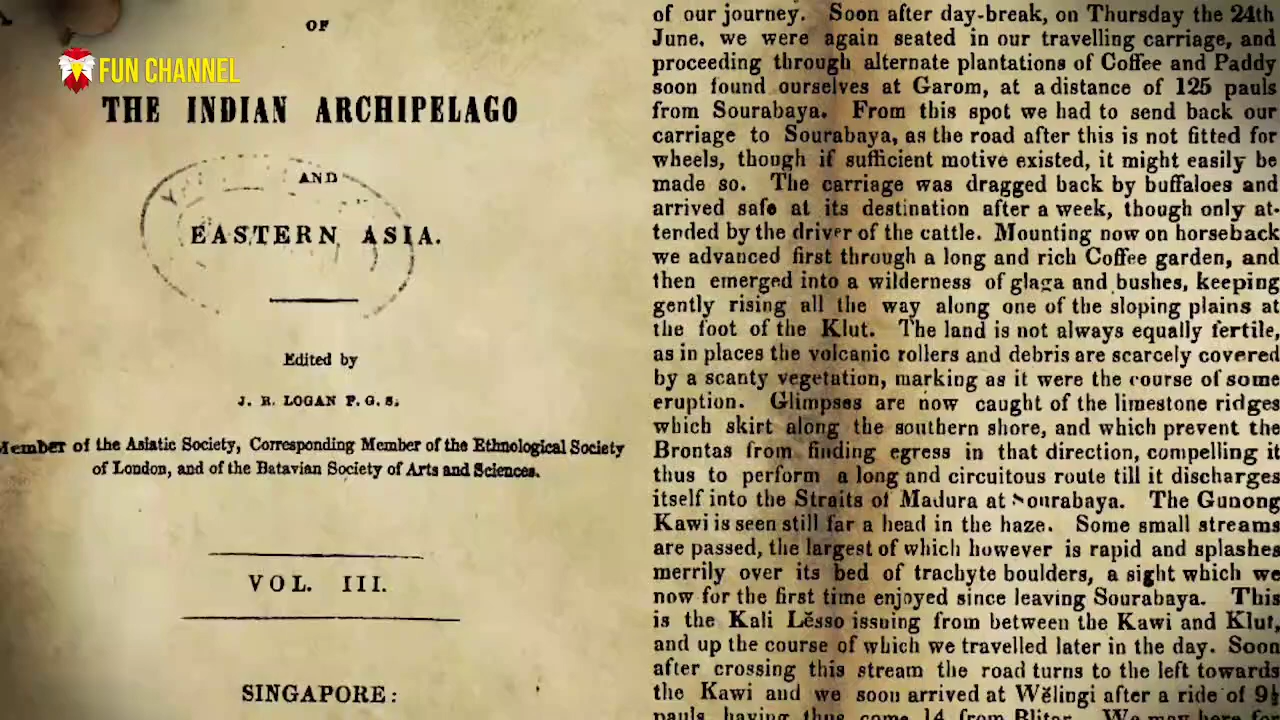 FUN CHANNEL
OF
THE INDIAN ARCHIPELAGO
AND
EASTERN ASIA.
Edited by
J. R. LOGAN F. G. S.
Member of the Asiatic Society, Corresponding Member of the Ethnological Society
of London, and of the Batavian Society of Arts and Sciences.
VOL. III.
SINGAPORE:
of our journey. Soon after day-break, on Thursday the 24th
June. we were again seated in our travelling carriage, and
proceeding through alternate plantations of Coffee and Paddy
soon found ourselves at Garom, at a distance of 125 pauls
from Sourabaya. From this spot we had to send back our
carriage to Sourabaya, as the road after this is not fitted for
wheels, though if sufficient motive existed, it might easily be
made so. The carriage was dragged back by buffaloes and
arrived safe at its destination after a week, though only at-
tended by the driver of the cattle. Mounting now on horseback
we advanced first through a long and rich Coffee garden, and
then emerged into a wilderness of glaga and bushes, keeping
gently rising all the way along one of the sloping plains at
the foot of the Klut. The land is not always equally fertile,
as in places the volcanic rollers and debris are scarcely covered
by a scanty vegetation, marking as it were the course of some
eruption. Glimpses are now caught of the limestone ridges
which skirt along the southern shore, and which prevent the
Brontas from finding egress in that direction, compelling it
thus to perform a long and circuitous route till it discharges
itself into the Straits of Madura at Sourabaya. The Gunong
Kawi is seen still far a head in the haze. Some small streams
are passed, the largest of which however is rapid and splashes
merrily over its bed of trachyte boulders, a sight which we
now for the first time enjoyed since leaving Sourabaya. This
is the Kali Lĕsso issuing from between the Kawi and Klut,
and up the course of which we travelled later in the day. Soon
after crossing this stream the road turns to the left towards
the Kawi and we soon arrived at Wĕlingi after a ride of 9½
pauls, having thus come 14 from Blitar. We may here